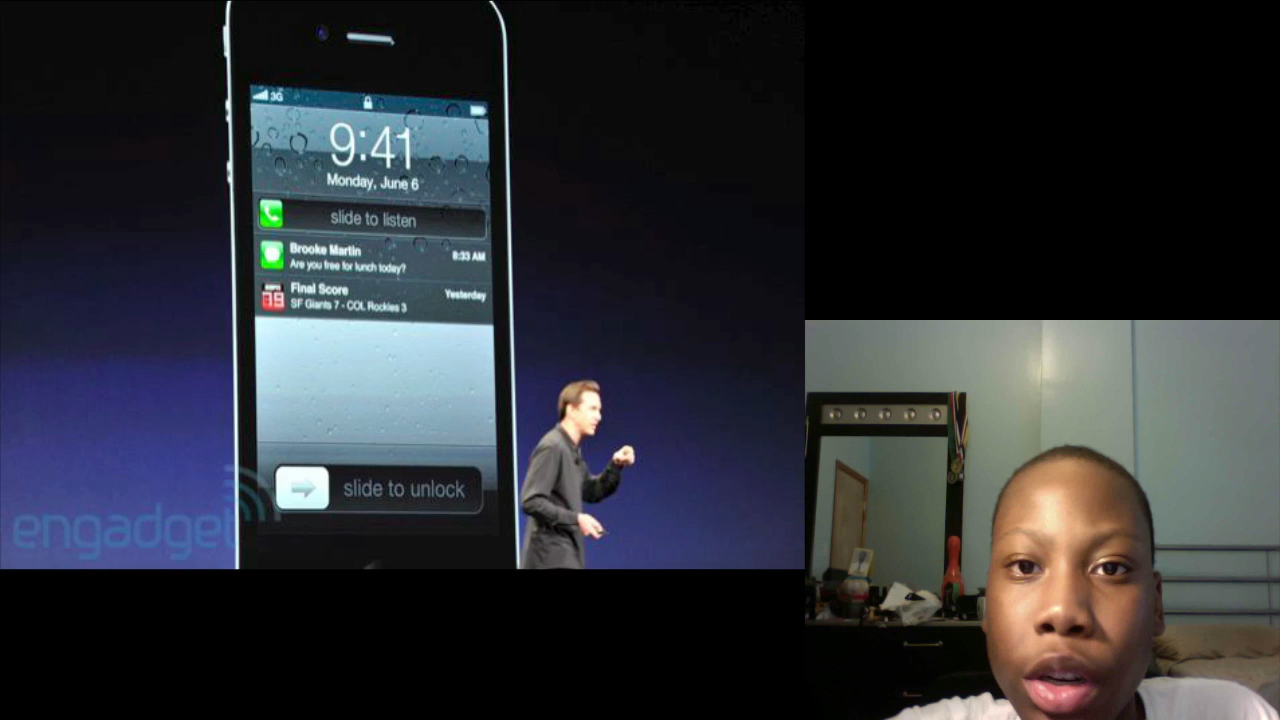 3G
9:41
Monday, June 6
slide to listen
Brooke Martin
8:33 AM
Are you free for lunch today?
Final Score
Yesterday
SF Giants 7 - COL Rockies 3
slide to unlock
engadget